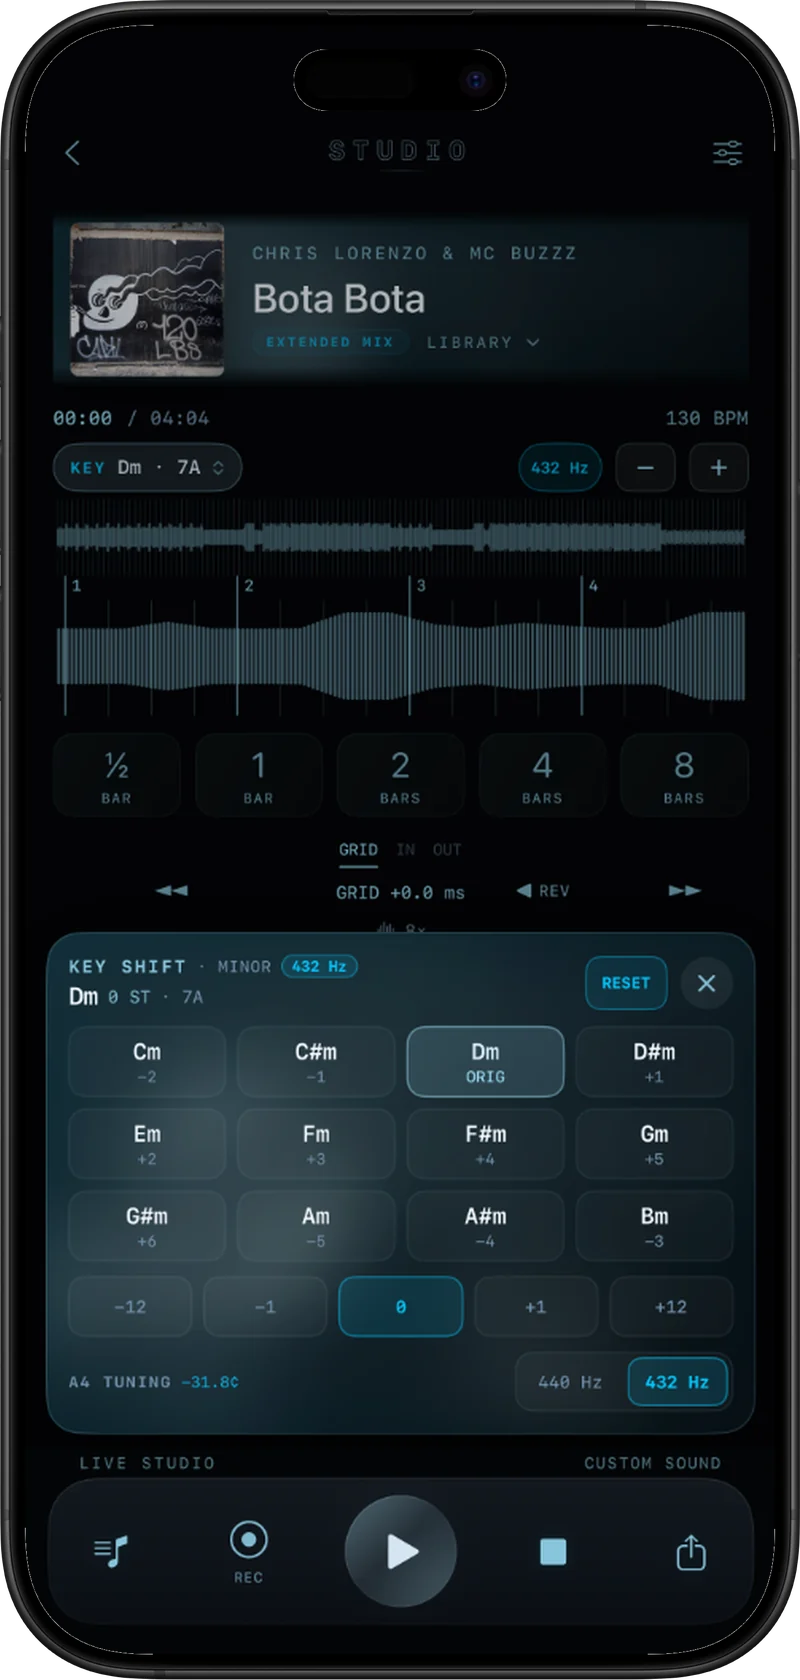 STUDIO
CHRIS LORENZO & MC BUZZZ
Bota Bota
EXTENDED MIX LIBRARY
00:00 / 04:04 130 BPM
KEY Dm · 7A 432 Hz − +
1 2 3 4
½ 1 2 4 8
BAR BAR BARS BARS BARS
GRID IN OUT
GRID +0.0 ms REV
8x
KEY SHIFT · MINOR 432 Hz
Dm 0 ST · 7A RESET
Cm C#m Dm D#m
−2 −1 ORIG +1
Em Fm F#m Gm
+2 +3 +4 +5
G#m Am A#m Bm
+6 −5 −4 −3
−12 −1 0 +1 +12
A4 TUNING −31.8¢ 440 Hz 432 Hz
LIVE STUDIO CUSTOM SOUND
REC